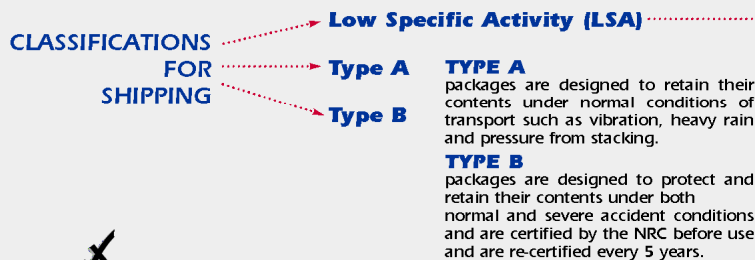 CLASSIFICATIONS
FOR
SHIPPING
Low Specific Activity (LSA)
Type A
Type B
TYPE A
packages are designed to retain their
contents under normal conditions of
transport such as vibration, heavy rain
and pressure from stacking.
TYPE B
packages are designed to protect and
retain their contents under both
normal and severe accident conditions
and are certified by the NRC before use
and are re-certified every 5 years.